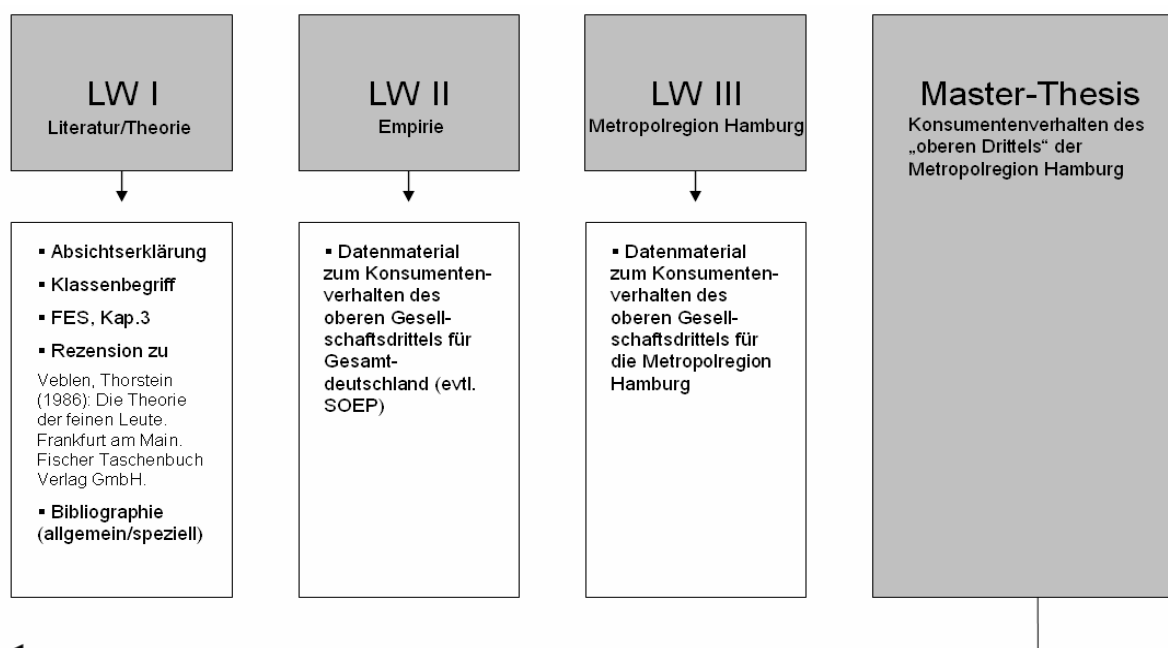 LW I
Literatur/Theorie
▪ Absichtserklärung
▪ Klassenbegriff
▪ FES, Kap.3
▪ Rezension zu
Veblen, Thorstein
(1986): Die Theorie
der feinen Leute.
Frankfurt am Main.
Fischer Taschenbuch
Verlag GmbH.
▪ Bibliographie
(allgemein/speziell)
LW II
Empirie
▪ Datenmaterial
zum Konsumenten-
verhalten des
oberen Gesell-
schaftsdrittels für
Gesamt-
deutschland (evtl.
SOEP)
LW III
Metropolregion Hamburg
▪ Datenmaterial
zum Konsumenten-
verhalten des
oberen Gesell-
schaftsdrittels für
die Metropolregion
Hamburg
Master-Thesis
Konsumentenverhalten des
„oberen Drittels“ der
Metropolregion Hamburg